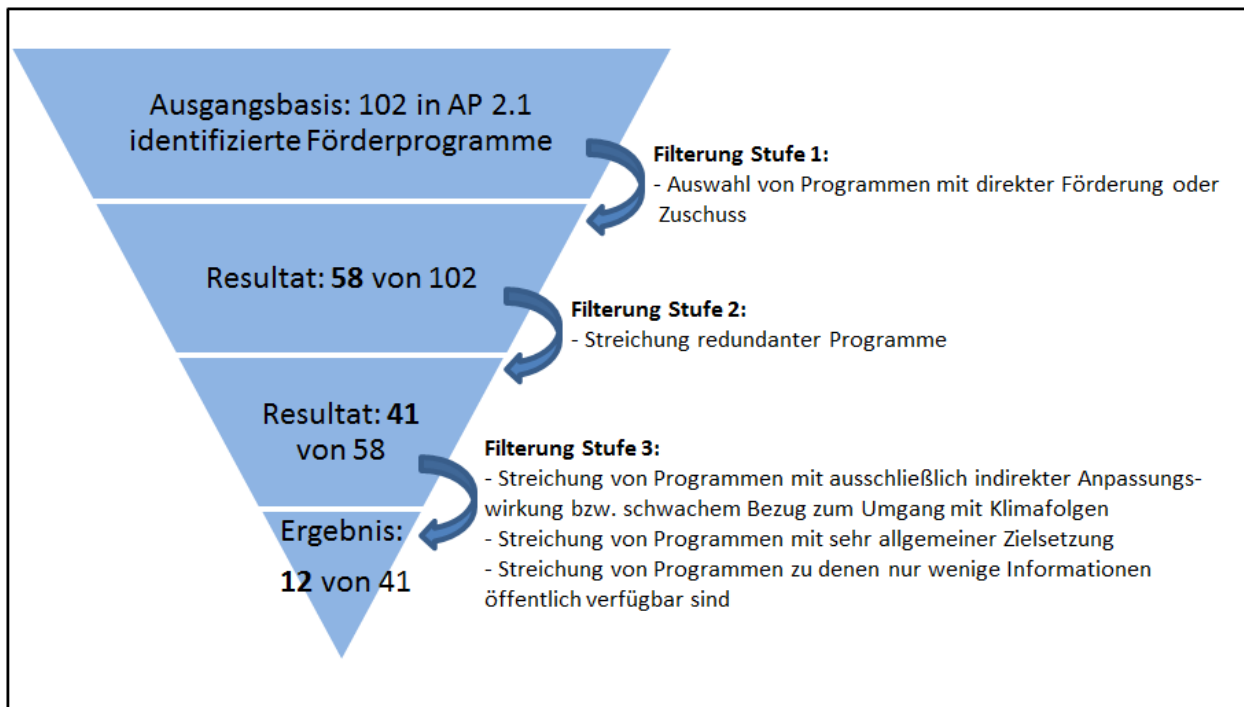 Ausgangsbasis: 102 in AP 2.1
identifizierte Förderprogramme
Filterung Stufe 1:
- Auswahl von Programmen mit direkter Förderung oder
Zuschuss
Resultat: 58 von 102
Filterung Stufe 2:
- Streichung redundanter Programme
Resultat: 41
von 58
Filterung Stufe 3:
- Streichung von Programmen mit ausschließlich indirekter Anpassungs-
wirkung bzw. schwachem Bezug zum Umgang mit Klimafolgen
- Streichung von Programmen mit sehr allgemeiner Zielsetzung
- Streichung von Programmen zu denen nur wenige Informationen
öffentlich verfügbar sind
Ergebnis:
12 von 41